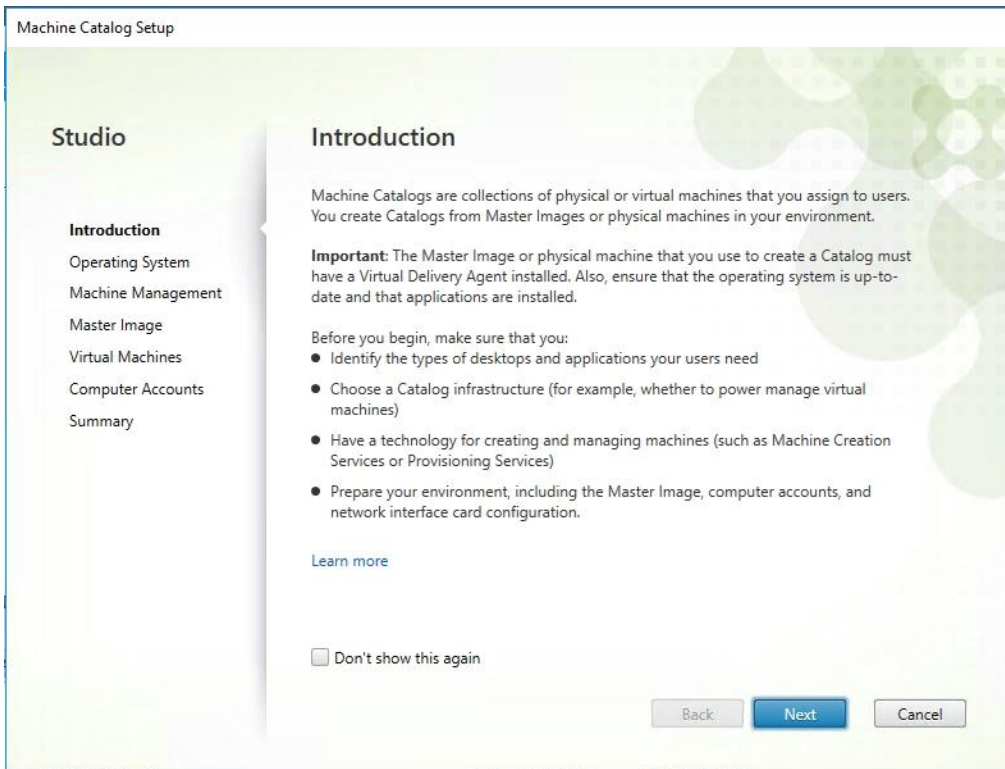 Machine Catalog Setup
Studio
Introduction
Operating System
Machine Management
Master Image
Virtual Machines
Computer Accounts
Summary
Introduction
Machine Catalogs are collections of physical or virtual machines that you assign to users.
You create Catalogs from Master Images or physical machines in your environment.
Important: The Master Image or physical machine that you use to create a Catalog must
have a Virtual Delivery Agent installed. Also, ensure that the operating system is up-to-
date and that applications are installed.
Before you begin, make sure that you:
● Identify the types of desktops and applications your users need
● Choose a Catalog infrastructure (for example, whether to power manage virtual
machines)
● Have a technology for creating and managing machines (such as Machine Creation
Services or Provisioning Services)
● Prepare your environment, including the Master Image, computer accounts, and
network interface card configuration.
Learn more
Don't show this again
Back
Next
Cancel